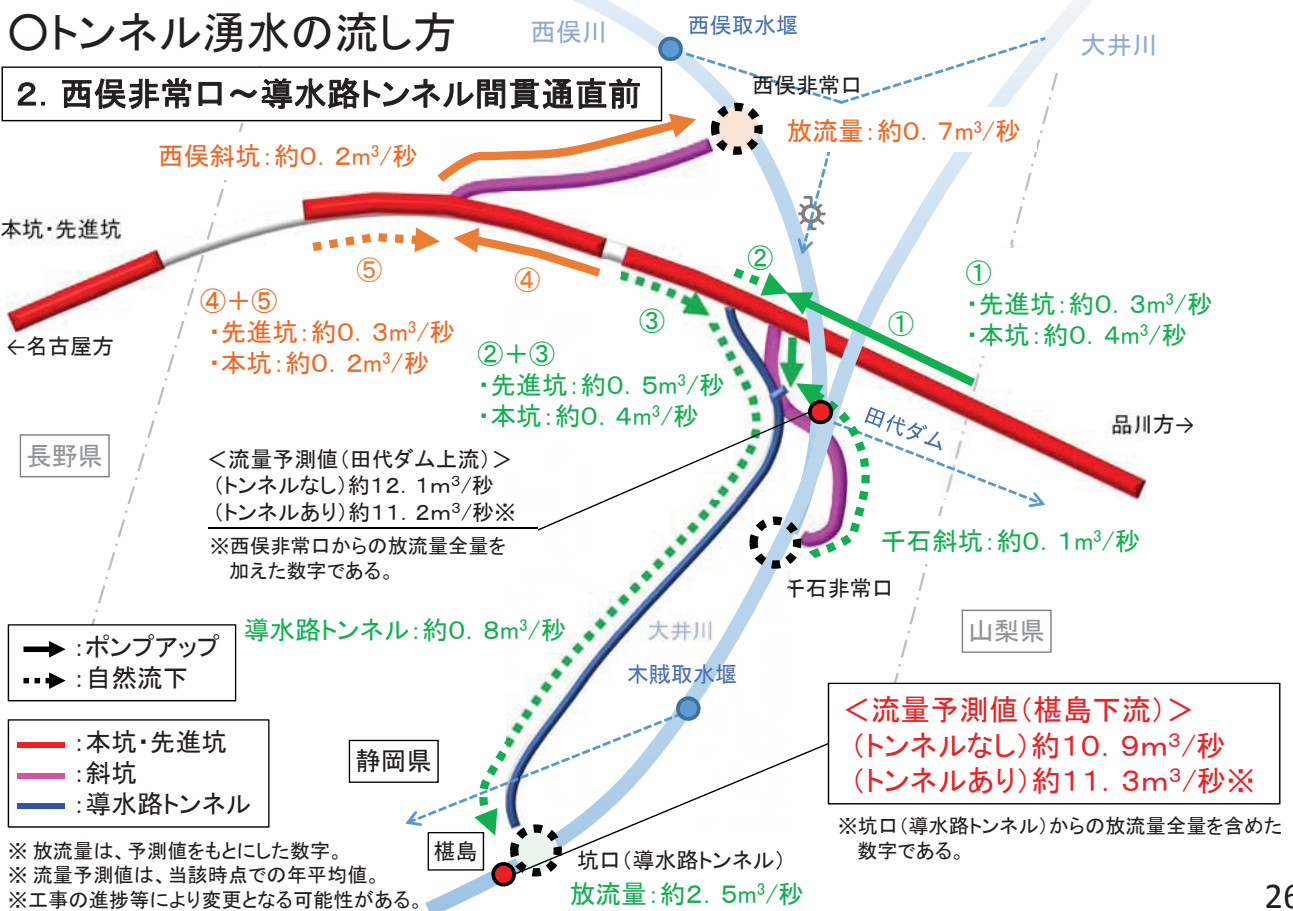 〇トンネル湧水の流し方
2．西俣非常口～導水路トンネル間貫通直前
西俣川
西俣取水堰
大井川
西俣非常口
放流量：約0．7m³/秒
西俣斜坑：約0．2m³/秒
本坑・先進坑
←名古屋方
⑤
④
④＋⑤
・先進坑：約0．3m³/秒
・本坑：約0．2m³/秒
③
②
①
①
・先進坑：約0．3m³/秒
・本坑：約0．4m³/秒
②＋③
・先進坑：約0．5m³/秒
・本坑：約0．4m³/秒
田代ダム
品川方→
長野県
＜流量予測値（田代ダム上流）＞
（トンネルなし）約12．1m³/秒
（トンネルあり）約11．2m³/秒※
※西俣非常口からの放流量全量を
加えた数字である。
千石斜坑：約0．1m³/秒
千石非常口
山梨県
導水路トンネル：約0．8m³/秒
大井川
木賊取水堰
：ポンプアップ
：自然流下
：本坑・先進坑
：斜坑
：導水路トンネル
静岡県
椹島
＜流量予測値（椹島下流）＞
（トンネルなし）約10．9m³/秒
（トンネルあり）約11．3m³/秒※
※坑口（導水路トンネル）からの放流量全量を含めた
数字である。
坑口（導水路トンネル）
放流量：約2．5m³/秒
※ 放流量は、予測値をもとにした数字。
※ 流量予測値は、当該時点での年平均値。
※工事の進捗等により変更となる可能性がある。
26